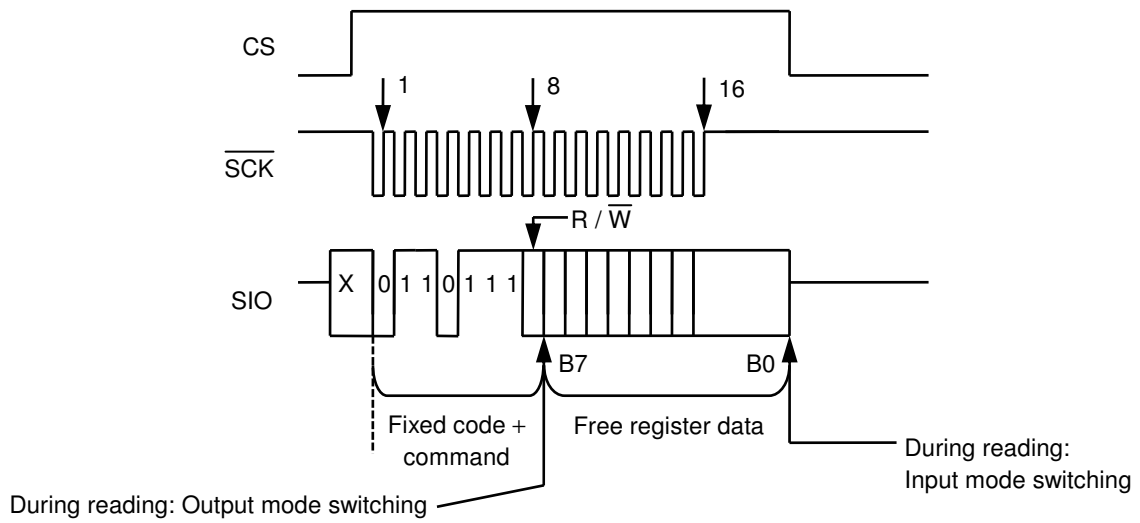 CS
1
8
16
SCK
R / W
SIO
X
0 1 1 0 1 1 1
B7
B0
Fixed code +
command
Free register data
During reading:
Input mode switching
During reading: Output mode switching